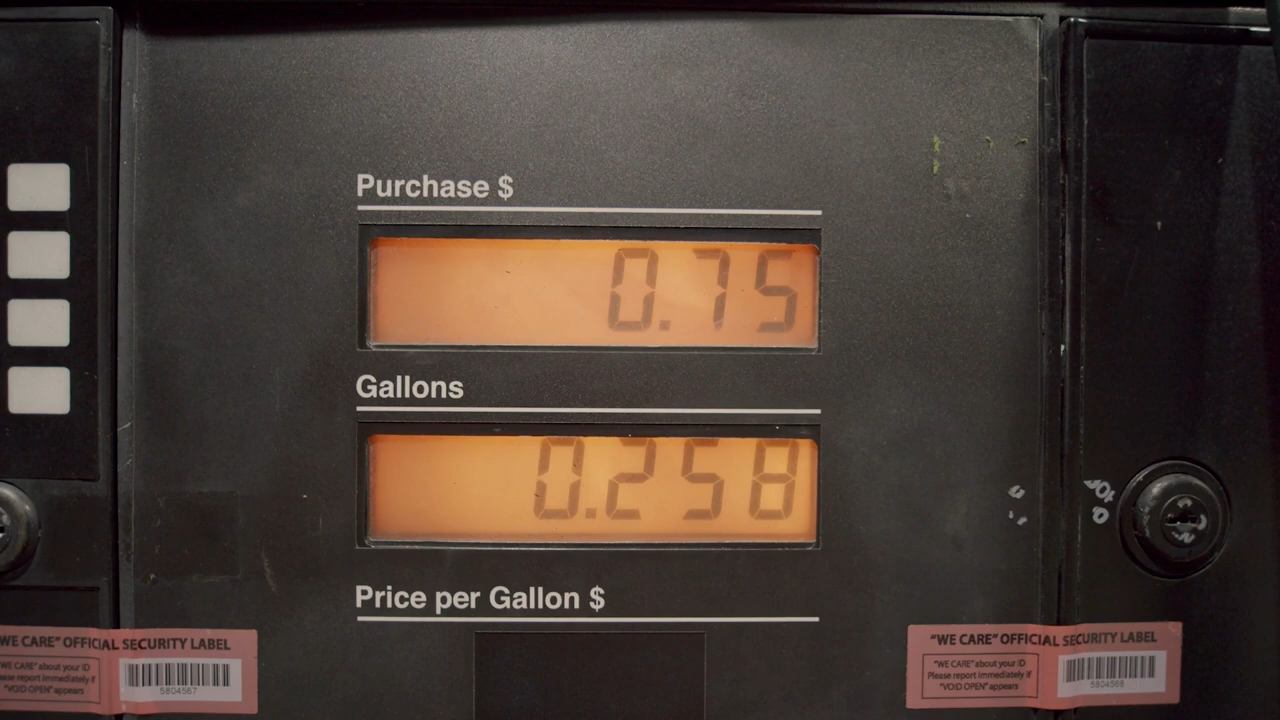 Purchase $
0.75
Gallons
0.258
Price per Gallon $
WE CARE" OFFICIAL SECURITY LABEL
"WE CARE" about your ID
Please report immediately if
"VOID OPEN" appears
5804567
"WE CARE" OFFICIAL SECURITY LABEL
"WE CARE" about your ID
Please report immediately if
"VOID OPEN" appears
5804568